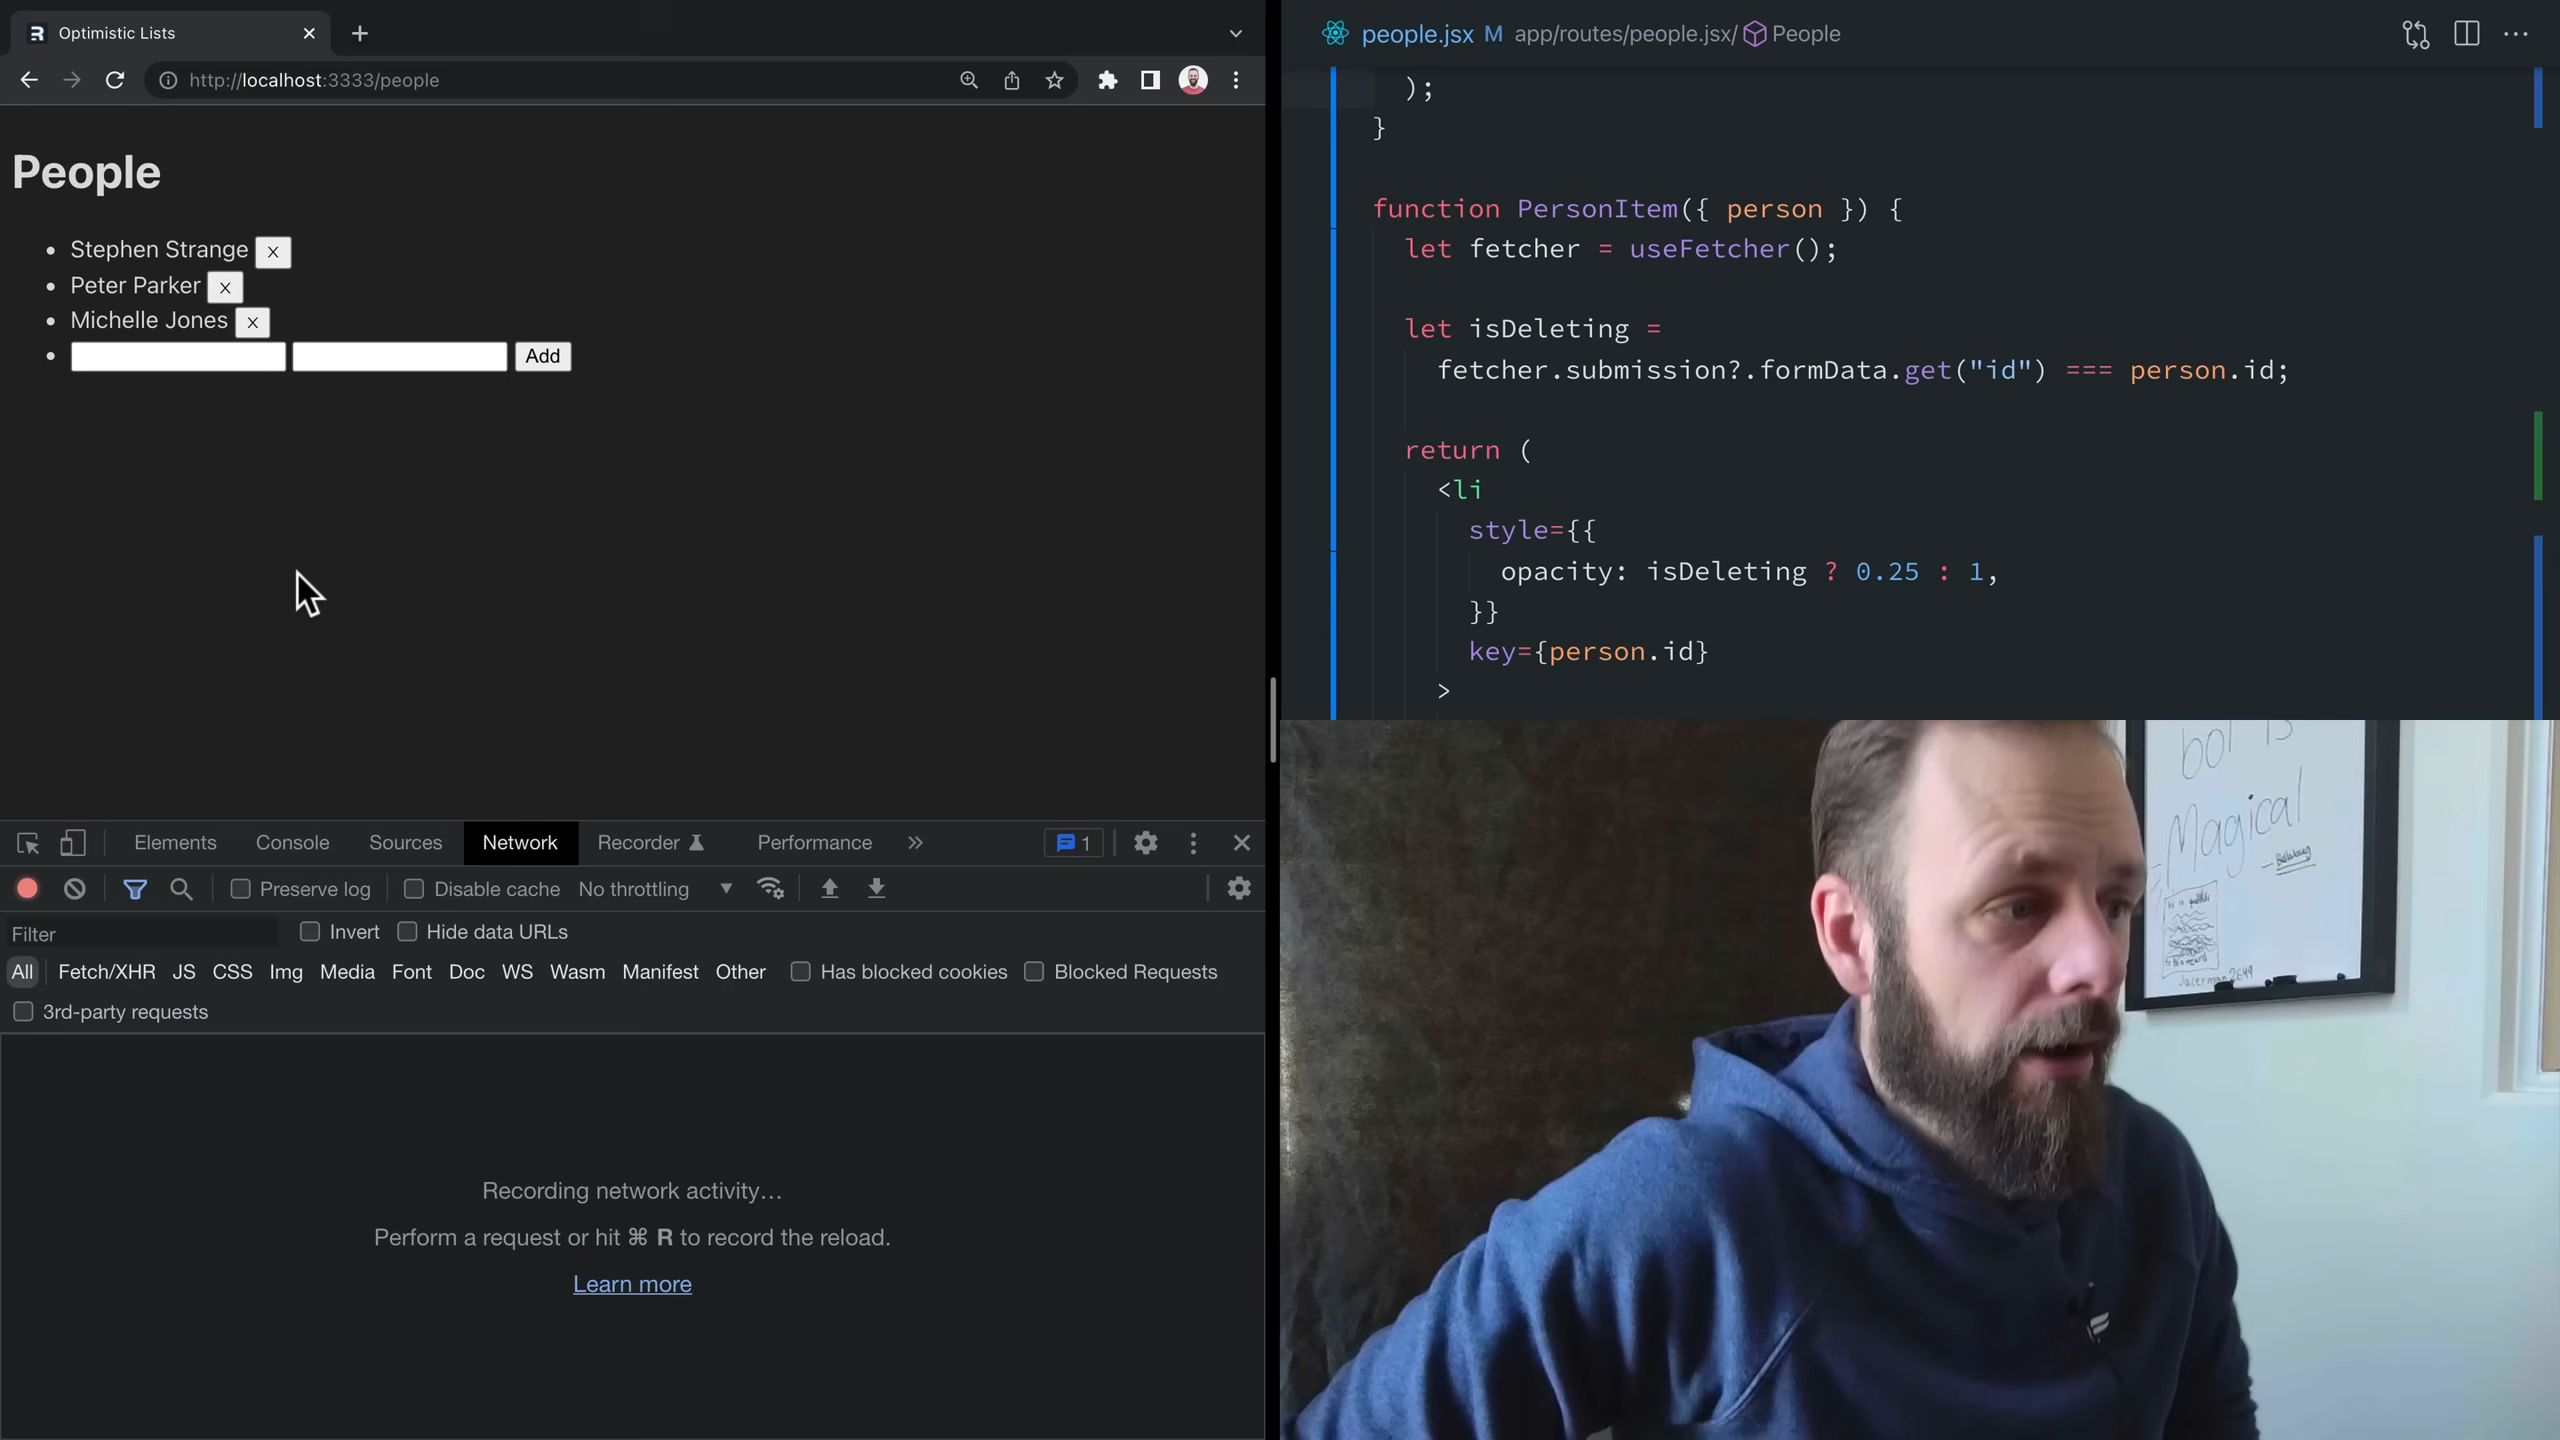 Optimistic Lists
http://localhost:3333/people
People
Stephen Strange x
Peter Parker x
Michelle Jones x
Add
Elements Console Sources Network Recorder Performance 1
Preserve log Disable cache No throttling
Filter Invert Hide data URLs
All Fetch/XHR JS CSS Img Media Font Doc WS Wasm Manifest Other Has blocked cookies Blocked Requests
3rd-party requests
Recording network activity…
Perform a request or hit ⌘ R to record the reload.
Learn more
people.jsx M app/routes/people.jsx/ People
);
}
function PersonItem({ person }) {
let fetcher = useFetcher();
let isDeleting =
fetcher.submission?.formData.get("id") === person.id;
return (
<li
style={{
opacity: isDeleting ? 0.25 : 1,
}}
key={person.id}
>
is
Magical